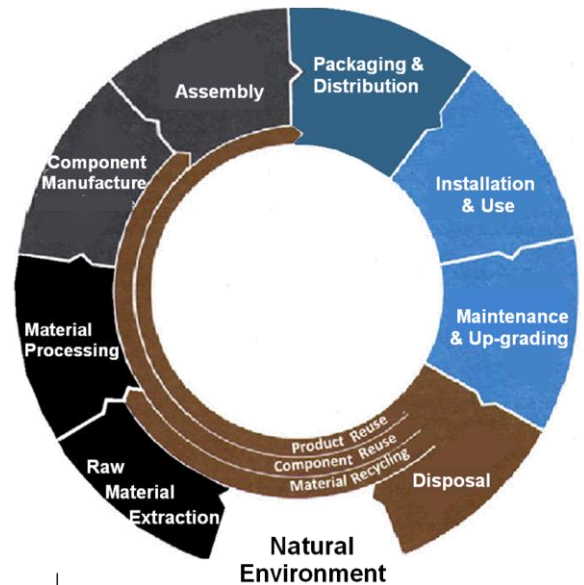 Packaging &
Distribution
Assembly
Component
Manufacture
Installation
& Use
Material
Processing
Maintenance
& Up-grading
Raw
Material
Extraction
Product Reuse
Component Reuse
Material Recycling
Disposal
Natural
Environment